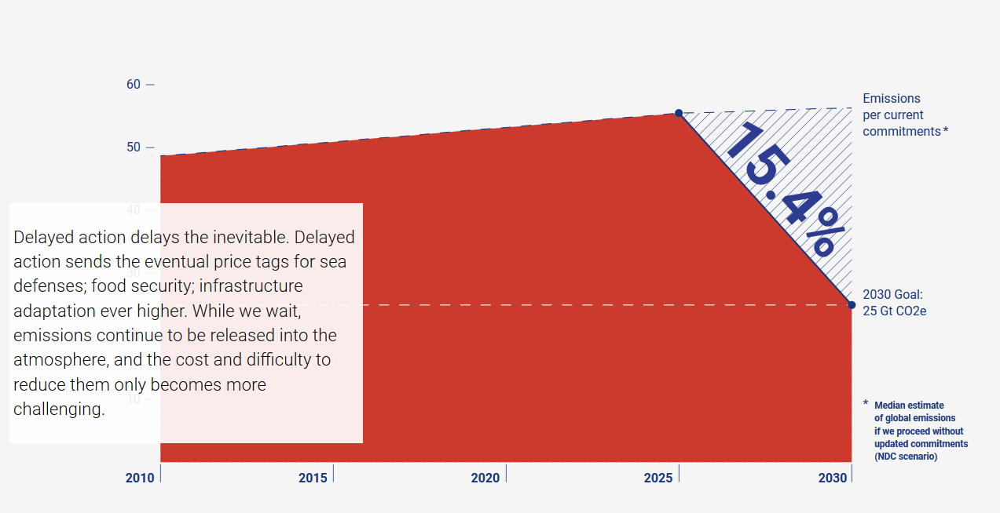 60
Emissions
per current
commitments *
15.4%
50
40
Delayed action delays the inevitable. Delayed
action sends the eventual price tags for sea
defenses; food security; infrastructure
adaptation ever higher. While we wait,
emissions continue to be released into the
atmosphere, and the cost and difficulty to
reduce them only becomes more
challenging.
30
10
2030 Goal:
25 Gt CO2e
* Median estimate
of global emissions
if we proceed without
updated commitments
(NDC scenario)
2010 2015 2020 2025 2030